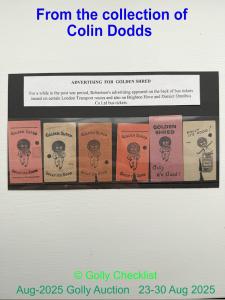 From the collection of
Colin Dodds
ADVERTISING FOR GOLDEN SHRED
For a while in the post war period, Robertson's advertising appeared on the back of bus tickets
issued on certain London Transport routes and also on Brighton Hove and District Omnibus
Co Ltd bus tickets.
GOLDEN SHRED
GOLDEN SHRED
GOLDEN SHRED
GOLDEN SHRED
GOLDEN
SHRED
© Golly Checklist
Aug-2025 Golly Auction 23-30 Aug 2025